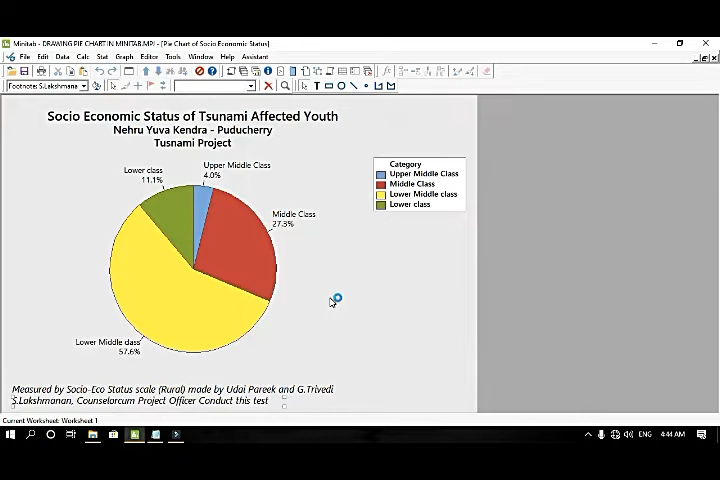 Minitab - DRAWING PIE CHART IN MINITAB.MPJ - [Pie Chart of Socio Economic Status]
File Edit Data Calc Stat Graph Editor Tools Window Help Assistant
Footnote: S.Lakshmana
Socio Economic Status of Tsunami Affected Youth
Nehru Yuva Kendra - Puducherry
Tusnami Project
Upper Middle Class
4.0%
Lower class
11.1%
Middle Class
27.3%
Lower Middle class
57.6%
Category
Upper Middle Class
Middle Class
Lower Middle class
Lower class
Measured by Socio-Eco Status scale (Rural) made by Udai Pareek and G.Trivedi
S.Lakshmanan, Counselorcum Project Officer Conduct this test
Current Worksheet: Worksheet 1
ENG 4:44 AM